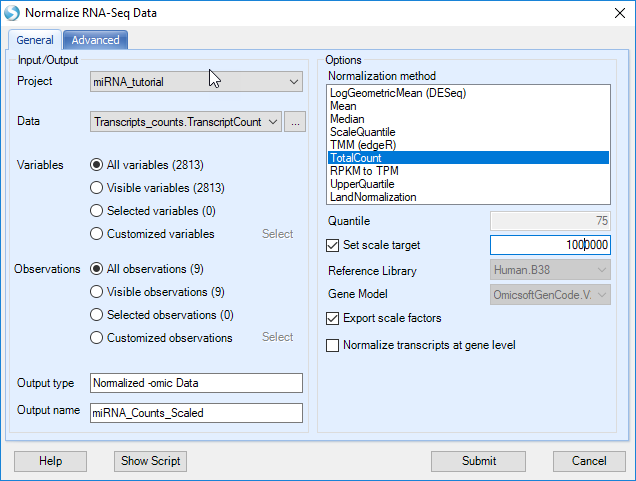 Normalize RNA-Seq Data
General
Advanced
Input/Output
Project
miRNA_tutorial
Data
Transcripts_counts.TranscriptCount
...
Variables
All variables (2813)
Visible variables (2813)
Selected variables (0)
Customized variables
Select
Observations
All observations (9)
Visible observations (9)
Selected observations (0)
Customized observations
Select
Output type
Normalized -omic Data
Output name
miRNA_Counts_Scaled
Options
Normalization method
LogGeometricMean (DESeq)
Mean
Median
ScaleQuantile
TMM (edgeR)
TotalCount
RPKM to TPM
UpperQuartile
LandNormalization
Quantile
75
Set scale target
1000000
Reference Library
Human.B38
Gene Model
OmicsoftGenCode.V.
Export scale factors
Normalize transcripts at gene level
Help
Show Script
Submit
Cancel